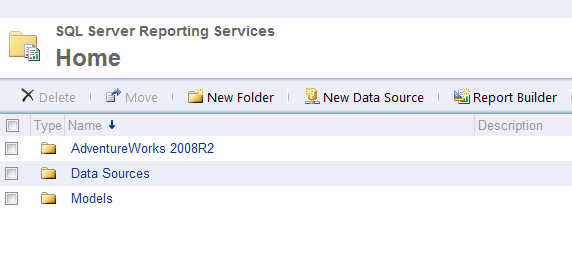 SQL Server Reporting Services
Home
Delete Move New Folder New Data Source Report Builder
Type Name Description
AdventureWorks 2008R2
Data Sources
Models